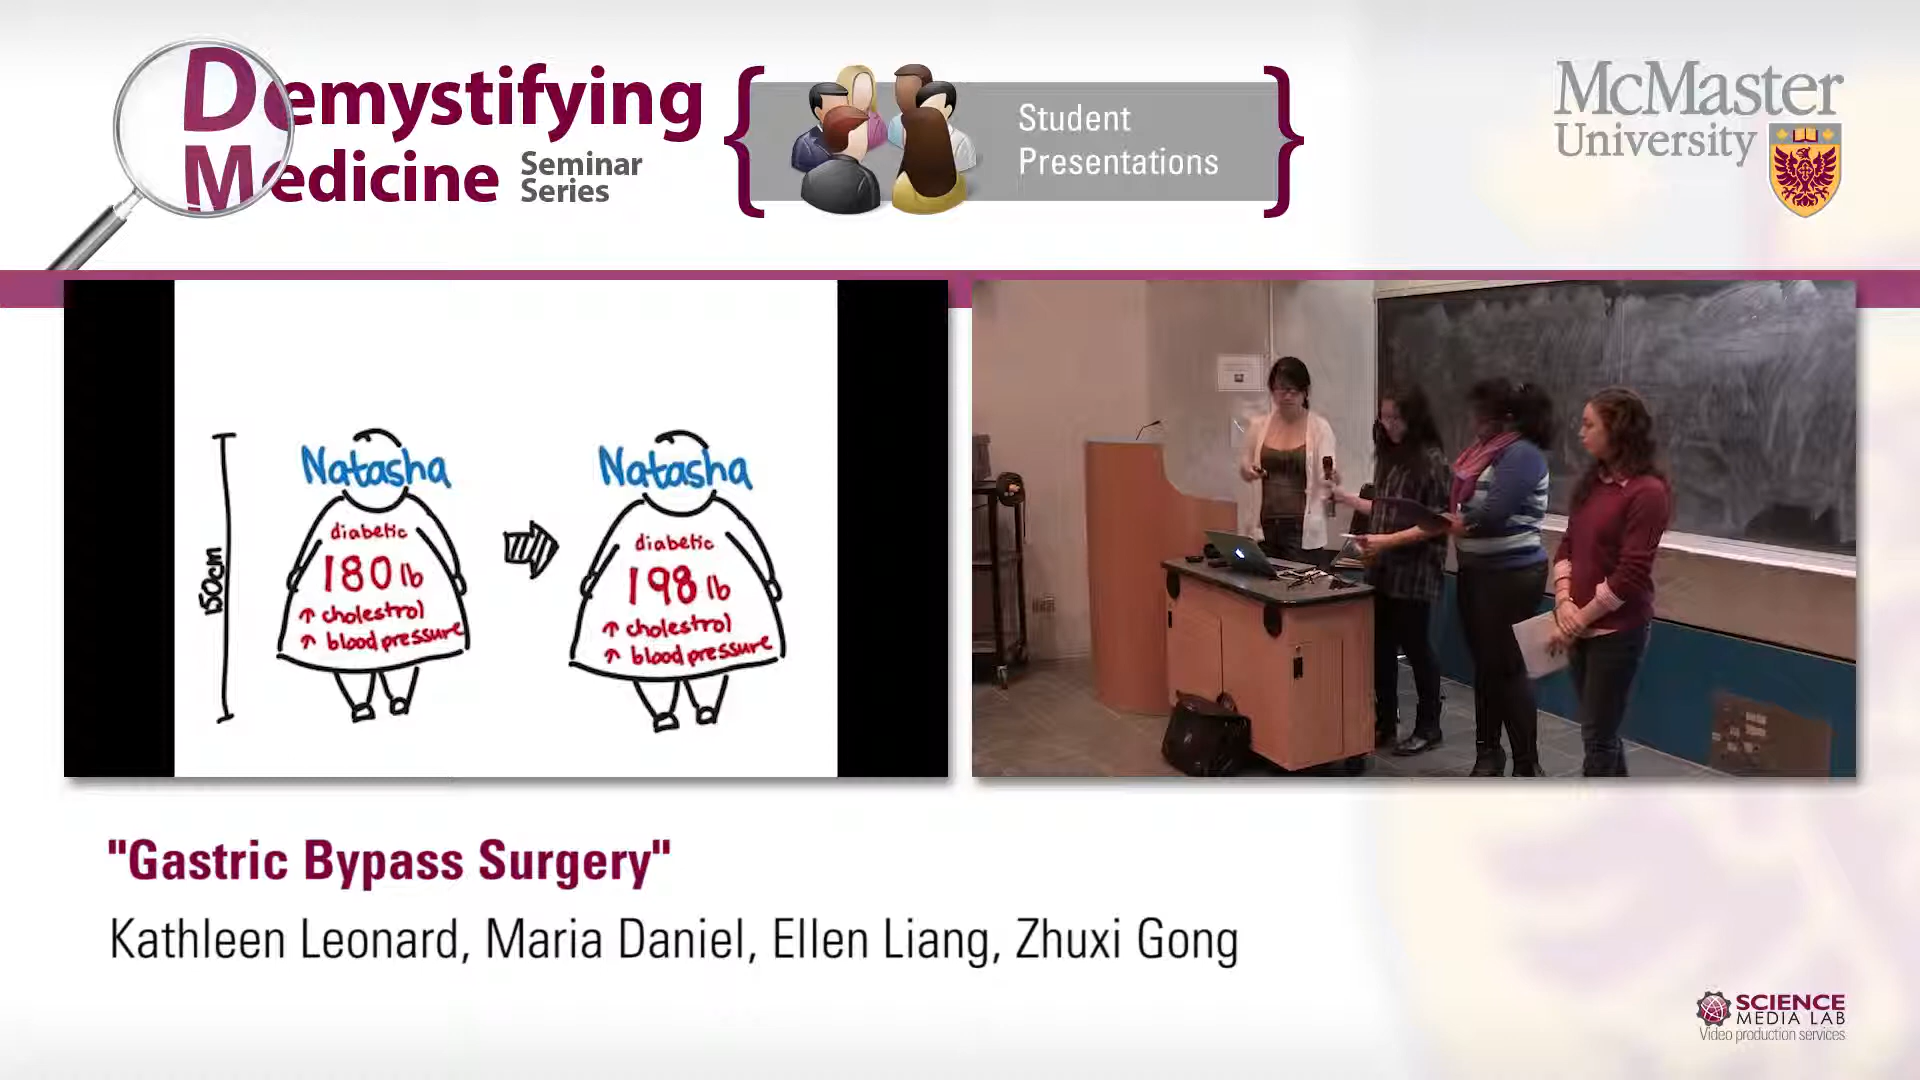 Demystifying
Medicine Seminar
Series
Student
Presentations
McMaster
University
150cm
Natasha
diabetic
180 lb
↑ cholestrol
↑ blood pressure
Natasha
diabetic
198 lb
↑ cholestrol
↑ blood pressure
"Gastric Bypass Surgery"
Kathleen Leonard, Maria Daniel, Ellen Liang, Zhuxi Gong
SCIENCE
MEDIA LAB
Video production services